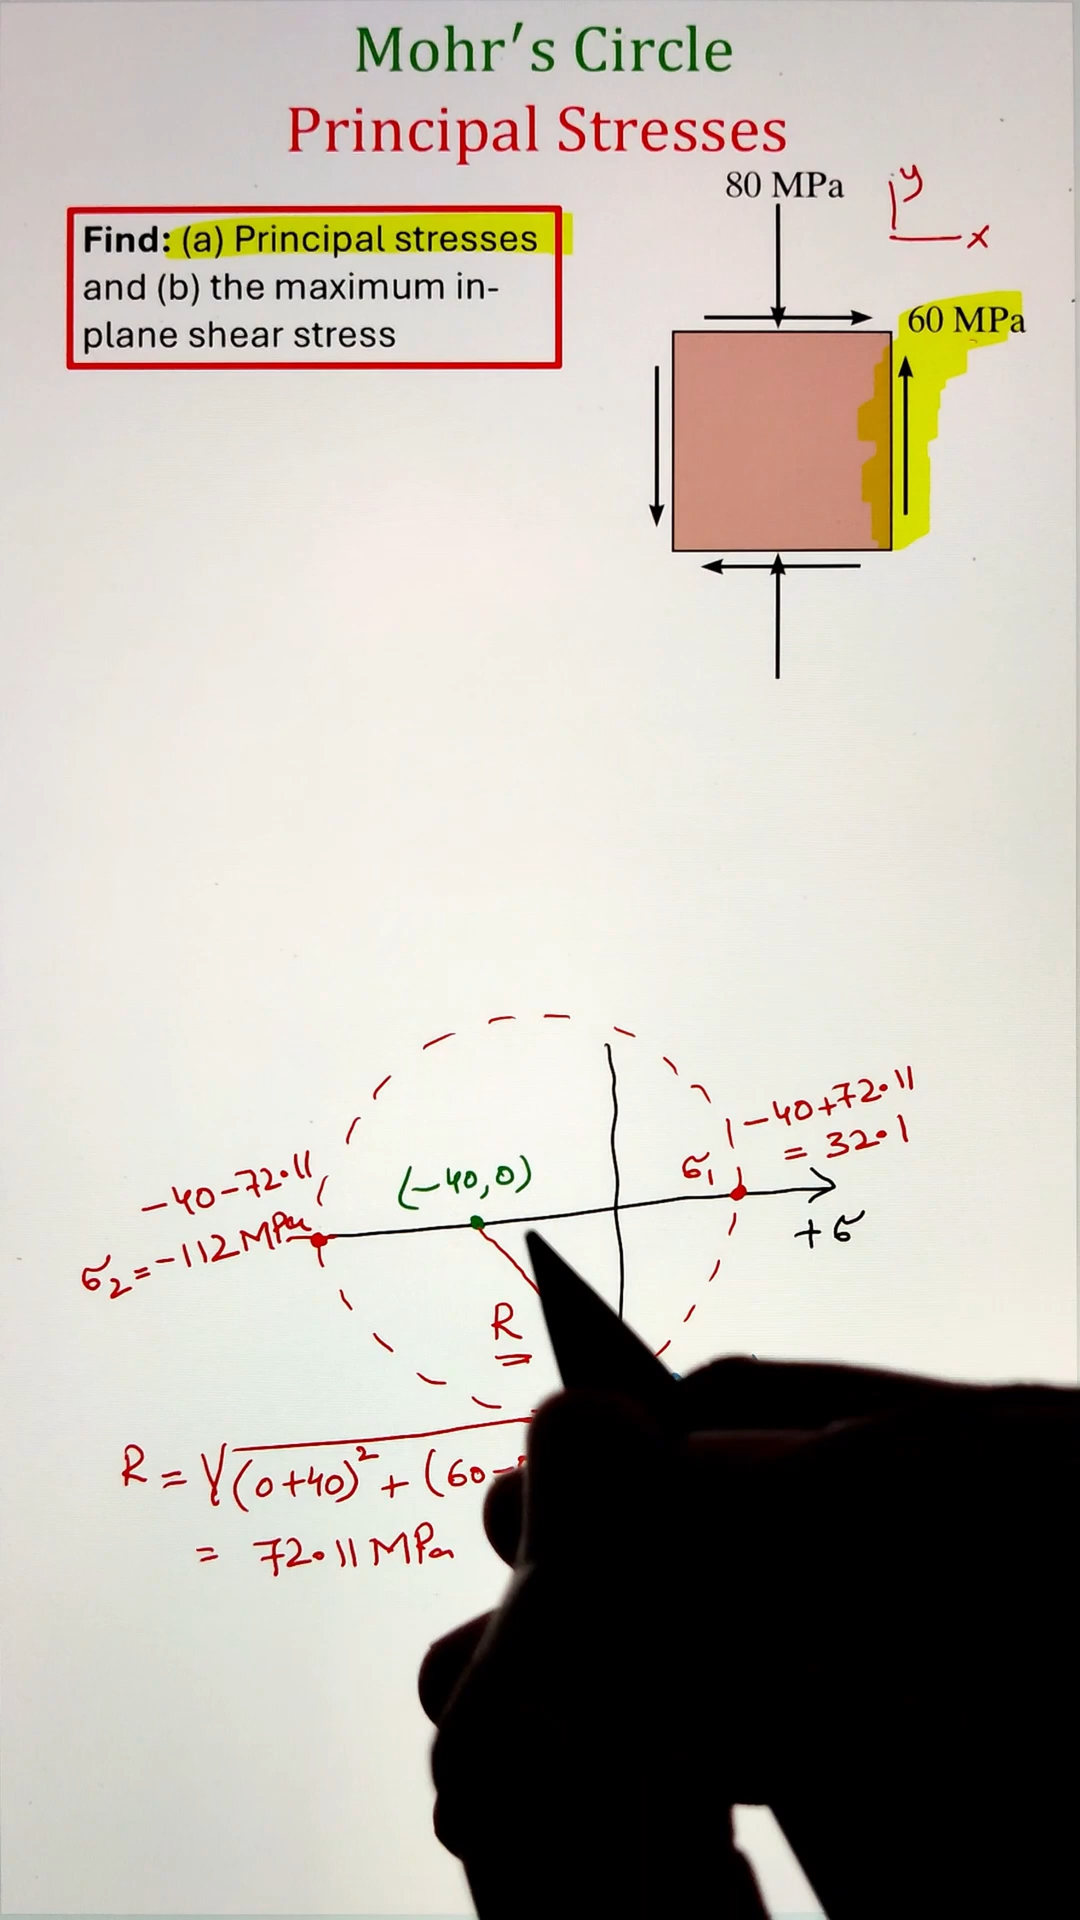 Mohr's Circle
Principal Stresses
80 MPa
y
x
Find: (a) Principal stresses
and (b) the maximum in-
plane shear stress
60 MPa
-40+72.11
= 32.1
σ1
-40-72.11
(-40,0)
σ2=-112 MPa
+σ
R
R = √(0+40)² + (60-
= 72.11 MPa